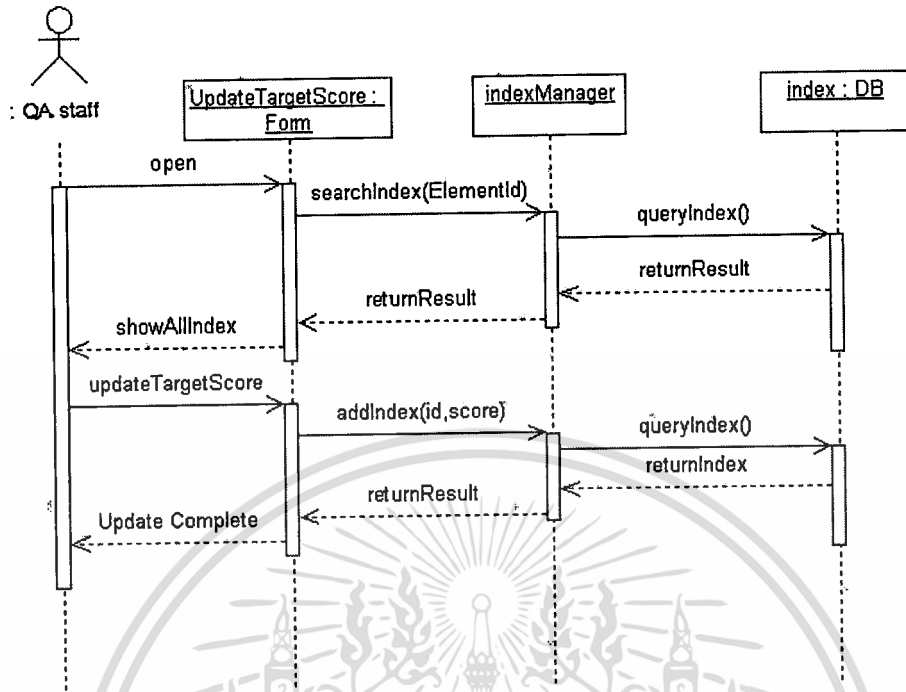 : QA staff
UpdateTargetScore :
Form
indexManager
index : DB
open
searchIndex(ElementId)
queryIndex()
returnResult
returnResult
showAllIndex
updateTargetScore
addIndex(id,score)
queryIndex()
returnIndex
returnResult
Update Complete